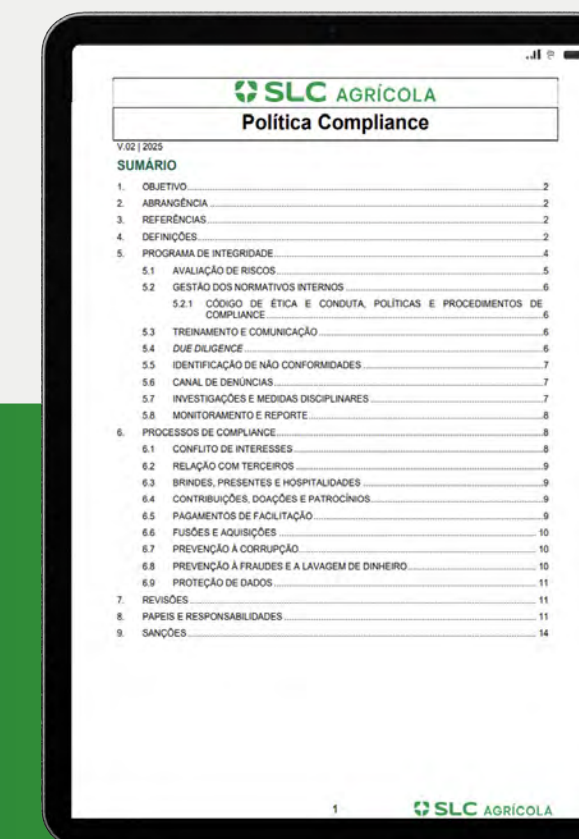 SLC AGRÍCOLA
Política Compliance
V.02 | 2025
SUMÁRIO
1. OBJETIVO 2
2. ABRANGÊNCIA 2
3. REFERÊNCIAS 2
4. DEFINIÇÕES 2
5. PROGRAMA DE INTEGRIDADE 4
5.1 AVALIAÇÃO DE RISCOS 5
5.2 GESTÃO DOS NORMATIVOS INTERNOS 6
5.2.1 CÓDIGO DE ÉTICA E CONDUTA, POLÍTICAS E PROCEDIMENTOS DE
COMPLIANCE 6
5.3 TREINAMENTO E COMUNICAÇÃO 6
5.4 DUE DILIGENCE 6
5.5 IDENTIFICAÇÃO DE NÃO CONFORMIDADES 7
5.6 CANAL DE DENÚNCIAS 7
5.7 INVESTIGAÇÕES E MEDIDAS DISCIPLINARES 7
5.8 MONITORAMENTO E REPORTE 8
6. PROCESSOS DE COMPLIANCE 8
6.1 CONFLITO DE INTERESSES 8
6.2 RELAÇÃO COM TERCEIROS 9
6.3 BRINDES, PRESENTES E HOSPITALIDADES 9
6.4 CONTRIBUIÇÕES, DOAÇÕES E PATROCÍNIOS 9
6.5 PAGAMENTOS DE FACILITAÇÃO 9
6.6 FUSÕES E AQUISIÇÕES 10
6.7 PREVENÇÃO À CORRUPÇÃO 10
6.8 PREVENÇÃO À FRAUDES E A LAVAGEM DE DINHEIRO 10
6.9 PROTEÇÃO DE DADOS 11
7. REVISÕES 11
8. PAPEIS E RESPONSABILIDADES 11
9. SANÇÕES 14
1
SLC AGRÍCOLA